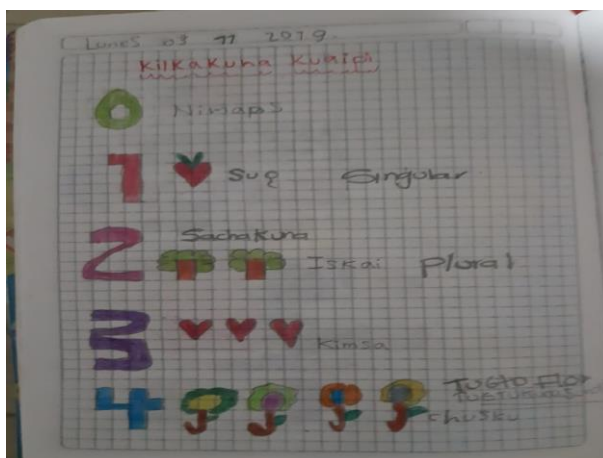 Lunes 03 11 2019
Kilkakuna Kuaipi
0 Nimaps
1 Suq Singular
Sachakuna
2 Iskai plural
3 Kimsa
4 TUGTO FLOR
chusku